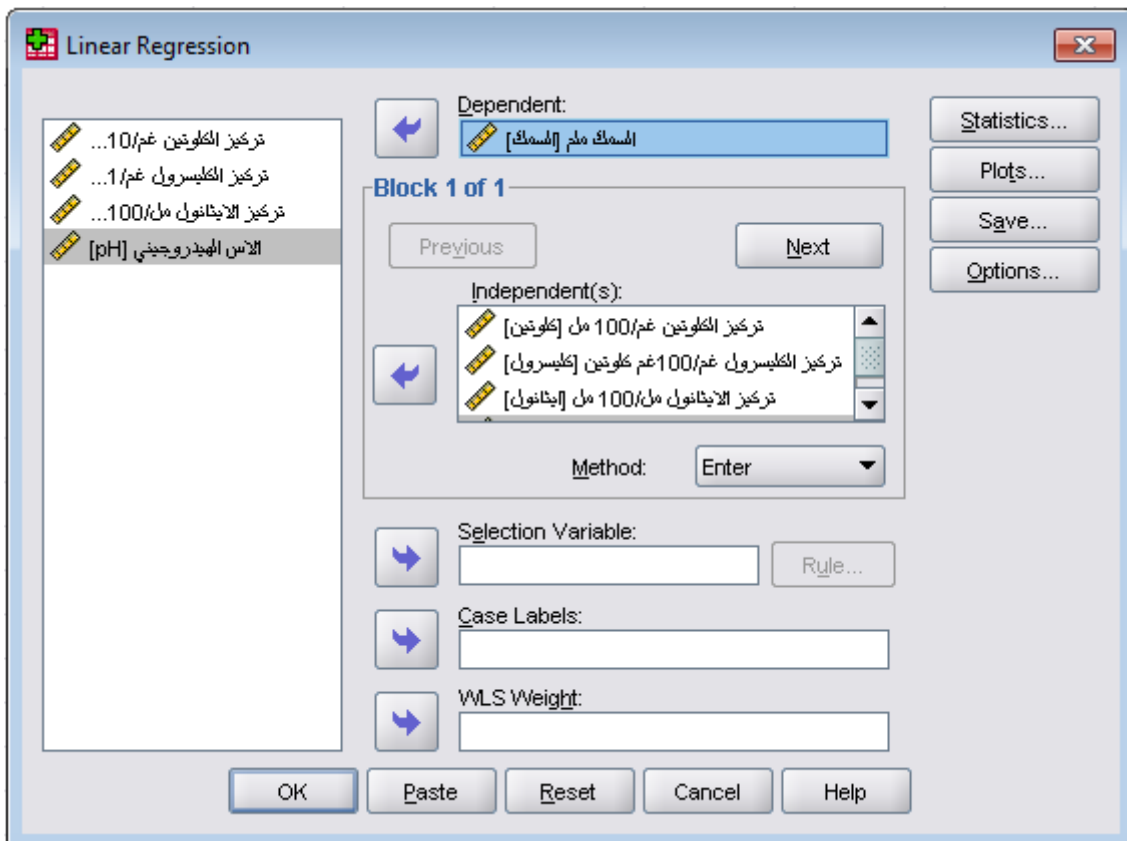 Linear Regression
تركيز الكلوتين غم/10...
تركيز الكليسرول غم/1...
تركيز الايثانول مل/100...
الاس الهيدروجيني [pH]
Dependent:
السمك ملم [السمك]
Block 1 of 1
Previous
Next
Independent(s):
تركيز الكلوتين غم/100 مل [كلوتين]
تركيز الكليسرول غم/100غم كلوتين [كليسرول]
تركيز الايثانول مل/100 مل [ايثانول]
Method:
Enter
Selection Variable:
Rule...
Case Labels:
WLS Weight:
Statistics...
Plots...
Save...
Options...
OK
Paste
Reset
Cancel
Help